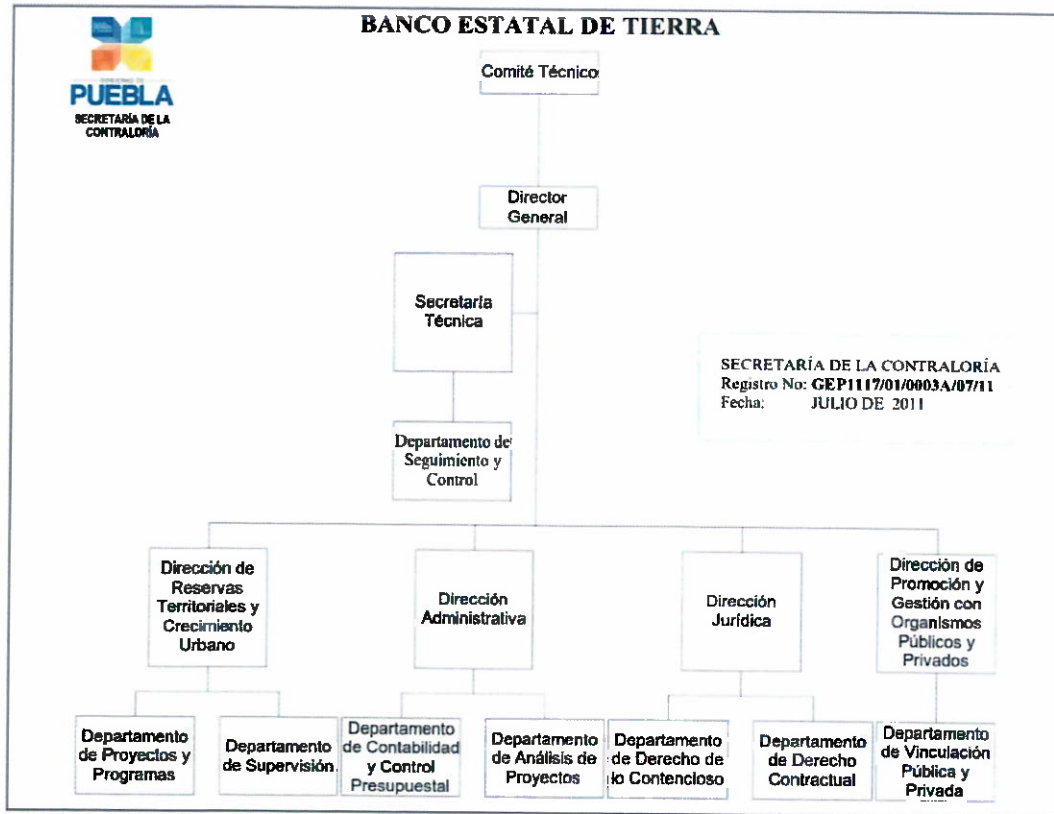 BANCO ESTATAL DE TIERRA
GOBIERNO DE
PUEBLA
SECRETARÍA DE LA
CONTRALORÍA
Comité Técnico
Director
General
Secretaría
Técnica
SECRETARÍA DE LA CONTRALORÍA
Registro No: GEP1117/01/0003A/07/11
Fecha: JULIO DE 2011
Departamento de
Seguimiento y
Control
Dirección de
Reservas
Territoriales y
Crecimiento
Urbano
Dirección
Administrativa
Dirección
Jurídica
Dirección de
Promoción y
Gestión con
Organismos
Públicos y
Privados
Departamento
de Proyectos y
Programas
Departamento
de Supervisión
Departamento
de Contabilidad
y Control
Presupuestal
Departamento
de Análisis de
Proyectos
Departamento
de Derecho de
lo Contencioso
Departamento
de Derecho
Contractual
Departamento
de Vinculación
Pública y
Privada